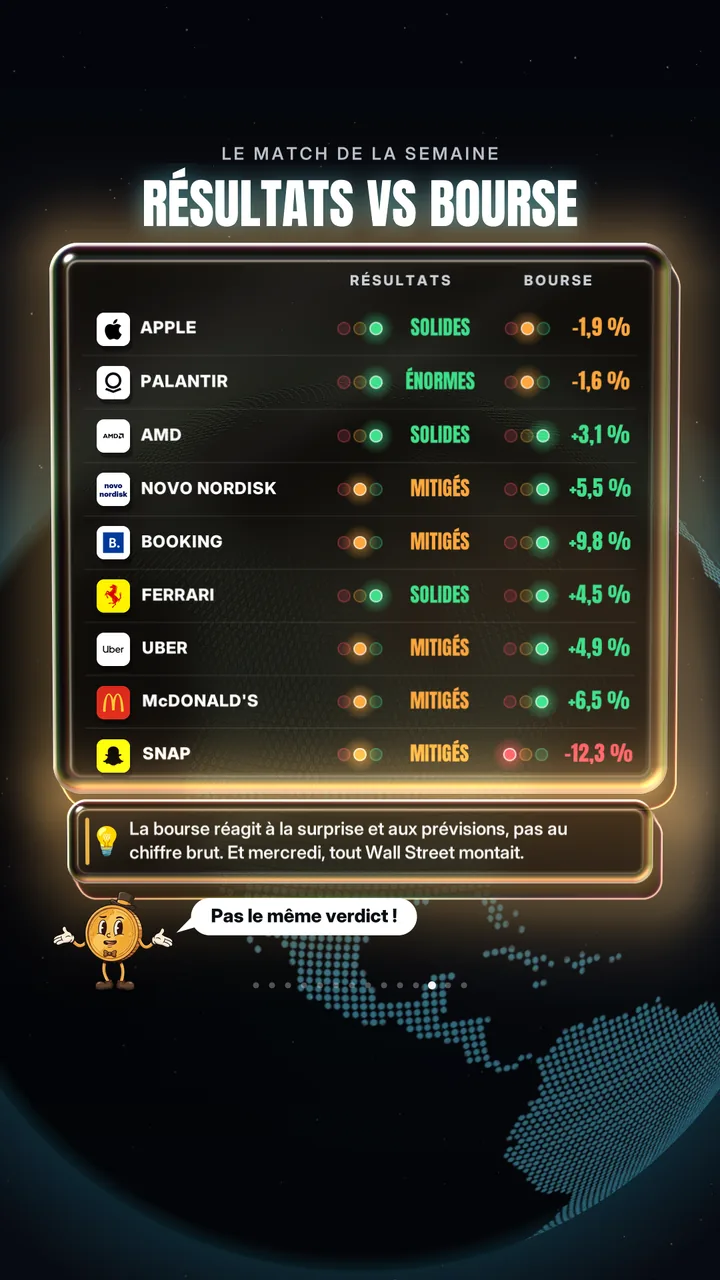 LE MATCH DE LA SEMAINE
RÉSULTATS VS BOURSE
RÉSULTATS BOURSE
APPLE SOLIDES -1,9 %
PALANTIR ÉNORMES -1,6 %
AMD AMD SOLIDES +3,1 %
novo nordisk NOVO NORDISK MITIGÉS +5,5 %
B. BOOKING MITIGÉS +9,8 %
FERRARI SOLIDES +4,5 %
Uber UBER MITIGÉS +4,9 %
McDONALD'S MITIGÉS +6,5 %
SNAP MITIGÉS -12,3 %
La bourse réagit à la surprise et aux prévisions, pas au
chiffre brut. Et mercredi, tout Wall Street montait.
Pas le même verdict !